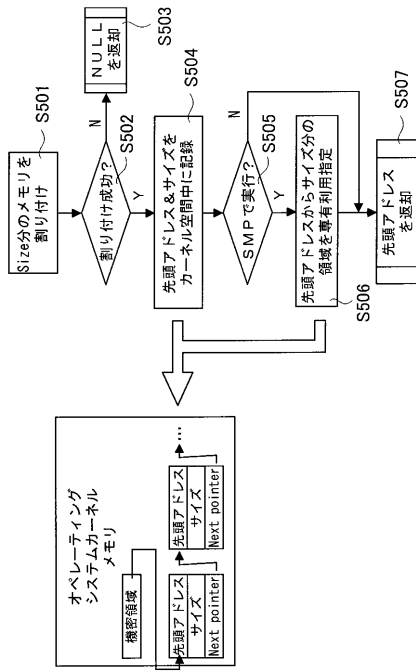 Size分のメモリを
割り付け
S501
割り付け成功?
S502
N
NULL
を返却
S503
Y
先頭アドレス&サイズを
カーネル空間中に記録
S504
SMPで実行?
S505
N
Y
先頭アドレスからサイズ分の
領域を専有利用指定
S506
先頭アドレス
を返却
S507
オペレーティング
システムカーネル
メモリ
機密領域
先頭アドレス
サイズ
Next pointer
先頭アドレス
サイズ
Next pointer
…